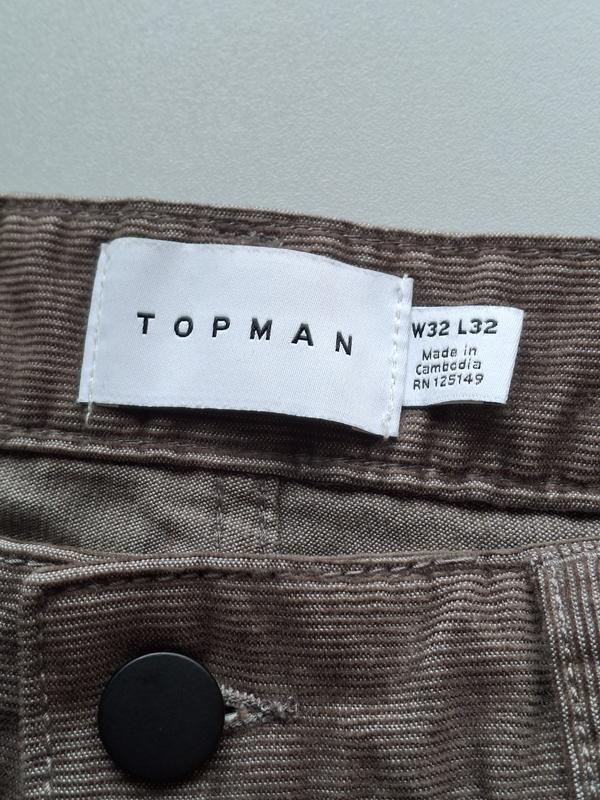 TOPMAN
W32 L32
Made in
Cambodia
RN 125149